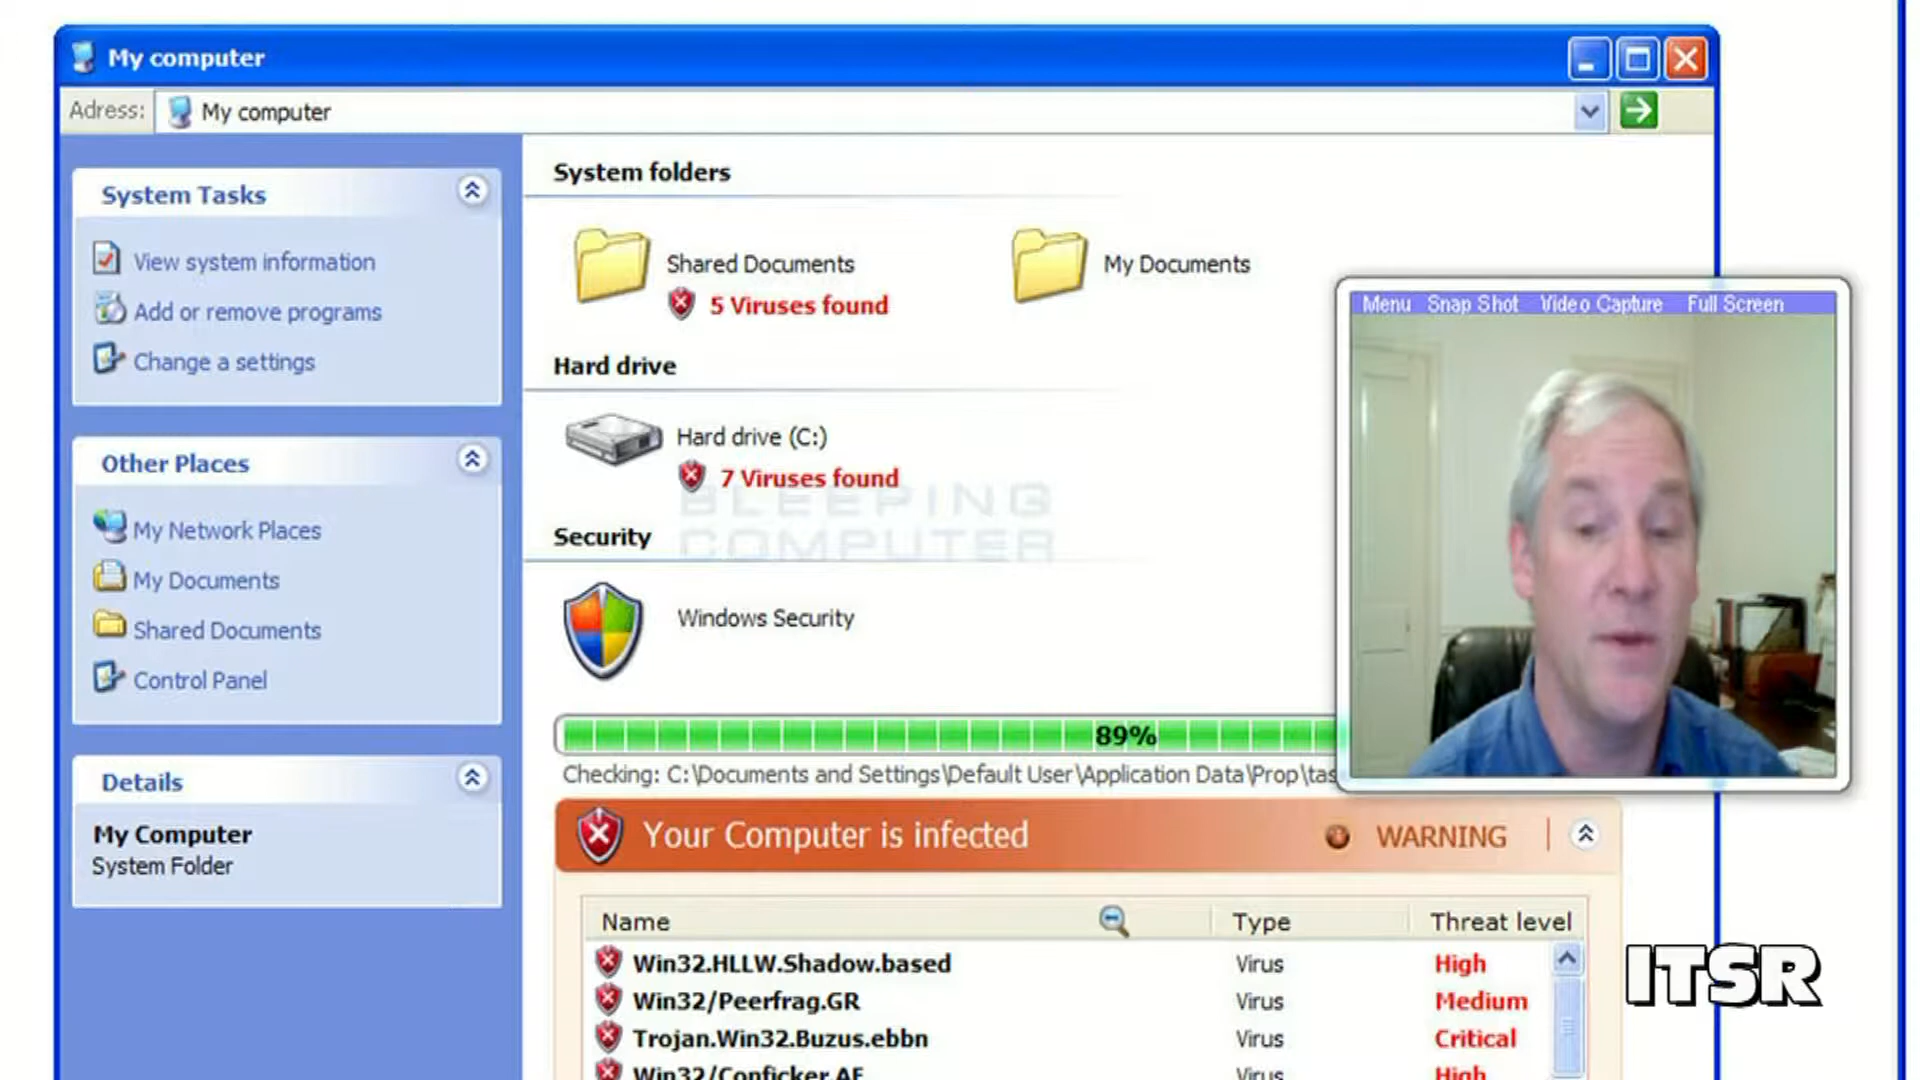 My computer
Adress: My computer
System Tasks
View system information
Add or remove programs
Change a settings
Other Places
My Network Places
My Documents
Shared Documents
Control Panel
Details
My Computer
System Folder
System folders
Shared Documents
5 Viruses found
My Documents
Hard drive
Hard drive (C:)
7 Viruses found
BLEEPING
COMPUTER
Security
Windows Security
89%
Checking: C:\Documents and Settings\Default User\Application Data\Prop\tas
Your Computer is infected
WARNING
Name Type Threat level
Win32.HLLW.Shadow.based Virus High
Win32/Peerfrag.GR Virus Medium
Trojan.Win32.Buzus.ebbn Virus Critical
Win32/Conficker.AE Virus High
Menu Snap Shot Video Capture Full Screen
ITSR